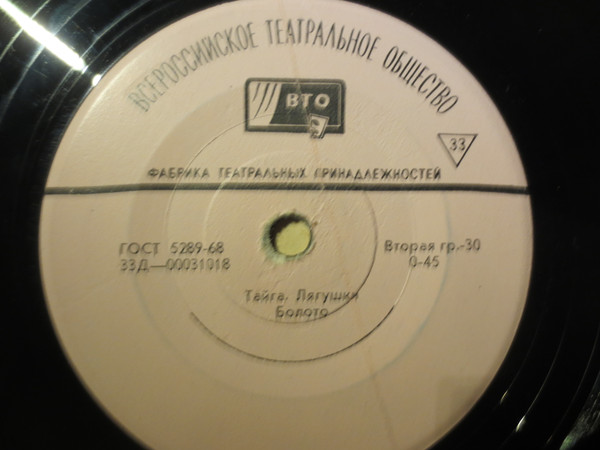 ВСЕРОССИЙСКОЕ ТЕАТРАЛЬНОЕ ОБЩЕСТВО
ВТО
33
ФАБРИКА ТЕАТРАЛЬНЫХ ПРИНАДЛЕЖНОСТЕЙ
ГОСТ 5289-68
33Д—00031018
Вторая гр.-30
0-45
Тайга. Лягушки
Болото